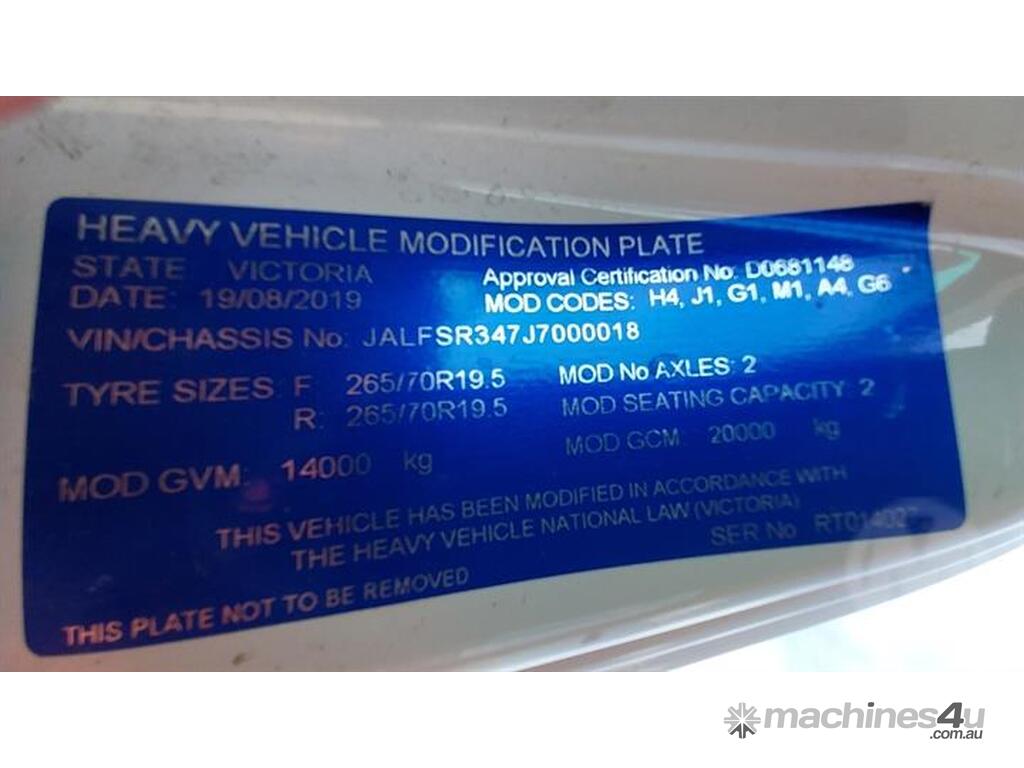 HEAVY VEHICLE MODIFICATION PLATE
STATE VICTORIA Approval Certification No: D0681148
DATE: 19/08/2019 MOD CODES: H4, J1, G1, M1, A4, G6
VIN/CHASSIS No: JALFSR347J7000018
TYRE SIZES F 265/70R19.5 MOD No AXLES: 2
R: 265/70R19.5 MOD SEATING CAPACITY: 2
MOD GVM: 14000 kg MOD GCM: 20000 kg
THIS VEHICLE HAS BEEN MODIFIED IN ACCORDANCE WITH
THE HEAVY VEHICLE NATIONAL LAW (VICTORIA)
SER No
THIS PLATE NOT TO BE REMOVED
machines4u
.com.au